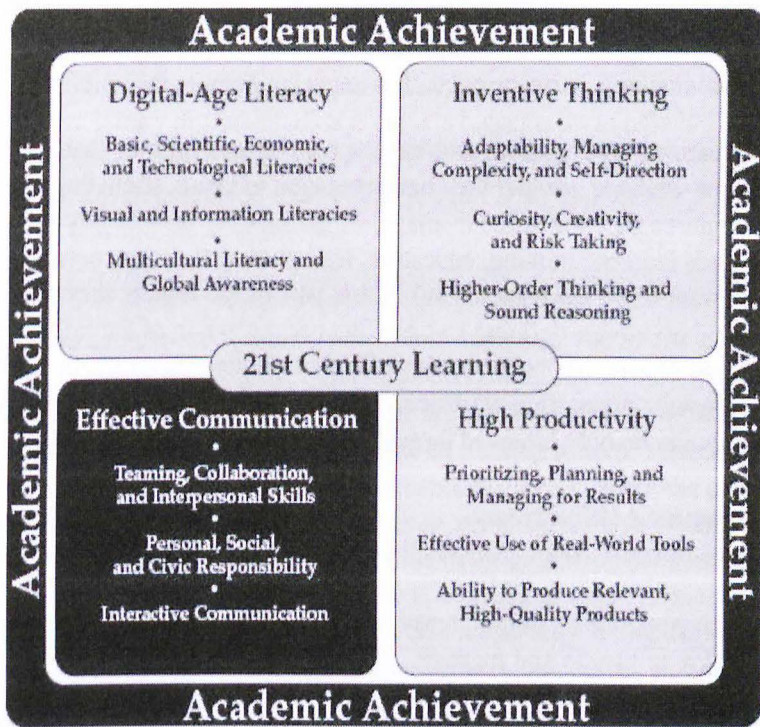 Academic Achievement
Academic Achievement
Digital-Age Literacy
•
Basic, Scientific, Economic,
and Technological Literacies
•
Visual and Information Literacies
•
Multicultural Literacy and
Global Awareness
Inventive Thinking
•
Adaptability, Managing
Complexity, and Self-Direction
•
Curiosity, Creativity,
and Risk Taking
•
Higher-Order Thinking and
Sound Reasoning
Academic Achievement
21st Century Learning
Effective Communication
•
Teaming, Collaboration,
and Interpersonal Skills
•
Personal, Social,
and Civic Responsibility
•
Interactive Communication
High Productivity
•
Prioritizing, Planning, and
Managing for Results
•
Effective Use of Real-World Tools
•
Ability to Produce Relevant,
High-Quality Products
Academic Achievement